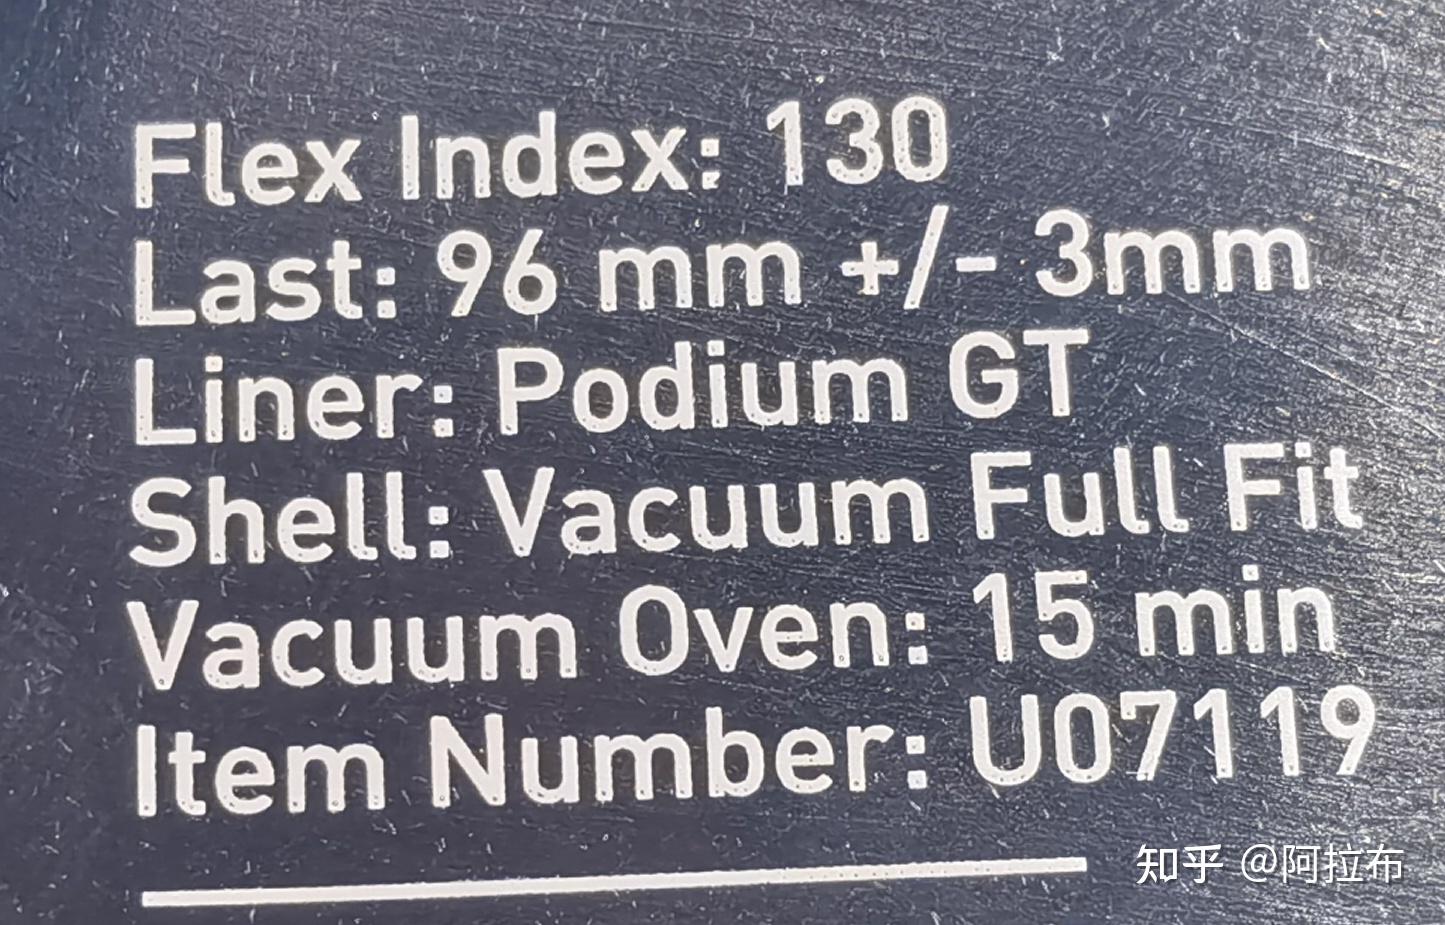 Flex Index: 130
Last: 96 mm +/- 3mm
Liner: Podium GT
Shell: Vacuum Full Fit
Vacuum Oven: 15 min
Item Number: U07119
知乎 @阿拉布